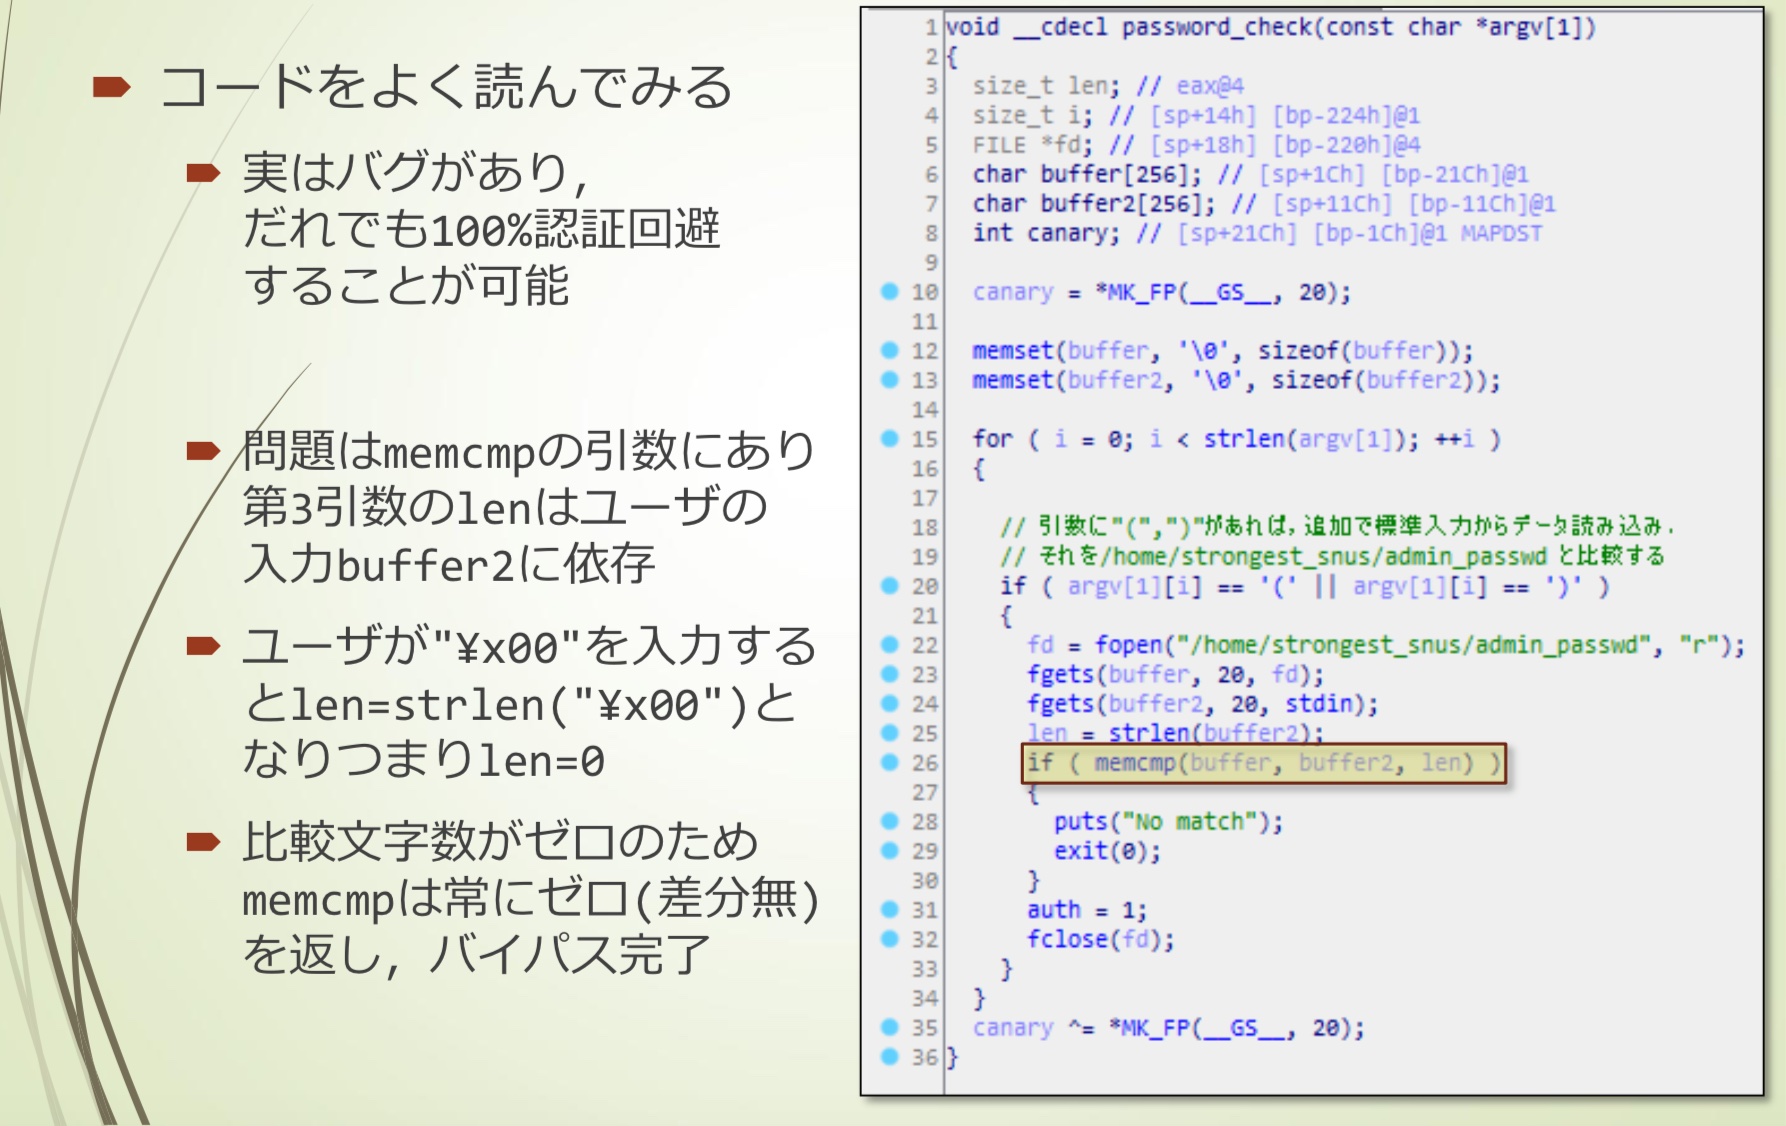 コードをよく読んでみる
実はバグがあり,
だれでも100%認証回避
することが可能
問題はmemcmpの引数にあり
第3引数のlenはユーザの
入力buffer2に依存
ユーザが"¥x00"を入力する
とlen=strlen("¥x00")と
なりつまりlen=0
比較文字数がゼロのため
memcmpは常にゼロ(差分無)
を返し, バイパス完了
1 void __cdecl password_check(const char *argv[1])
2 {
3 size_t len; // eax@4
4 size_t i; // [sp+14h] [bp-224h]@1
5 FILE *fd; // [sp+18h] [bp-220h]@4
6 char buffer[256]; // [sp+1Ch] [bp-21Ch]@1
7 char buffer2[256]; // [sp+11Ch] [bp-11Ch]@1
8 int canary; // [sp+21Ch] [bp-1Ch]@1 MAPDST
9
10 canary = *MK_FP(__GS__, 20);
11
12 memset(buffer, '\0', sizeof(buffer));
13 memset(buffer2, '\0', sizeof(buffer2));
14
15 for ( i = 0; i < strlen(argv[1]); ++i )
16 {
17
18 // 引数に"(",")"があれば,追加で標準入力からデータ読み込み.
19 // それを/home/strongest_snus/admin_passwd と比較する
20 if ( argv[1][i] == '(' || argv[1][i] == ')' )
21 {
22 fd = fopen("/home/strongest_snus/admin_passwd", "r");
23 fgets(buffer, 20, fd);
24 fgets(buffer2, 20, stdin);
25 len = strlen(buffer2);
26 if ( memcmp(buffer, buffer2, len) )
27 {
28 puts("No match");
29 exit(0);
30 }
31 auth = 1;
32 fclose(fd);
33 }
34 }
35 canary ^= *MK_FP(__GS__, 20);
36 }